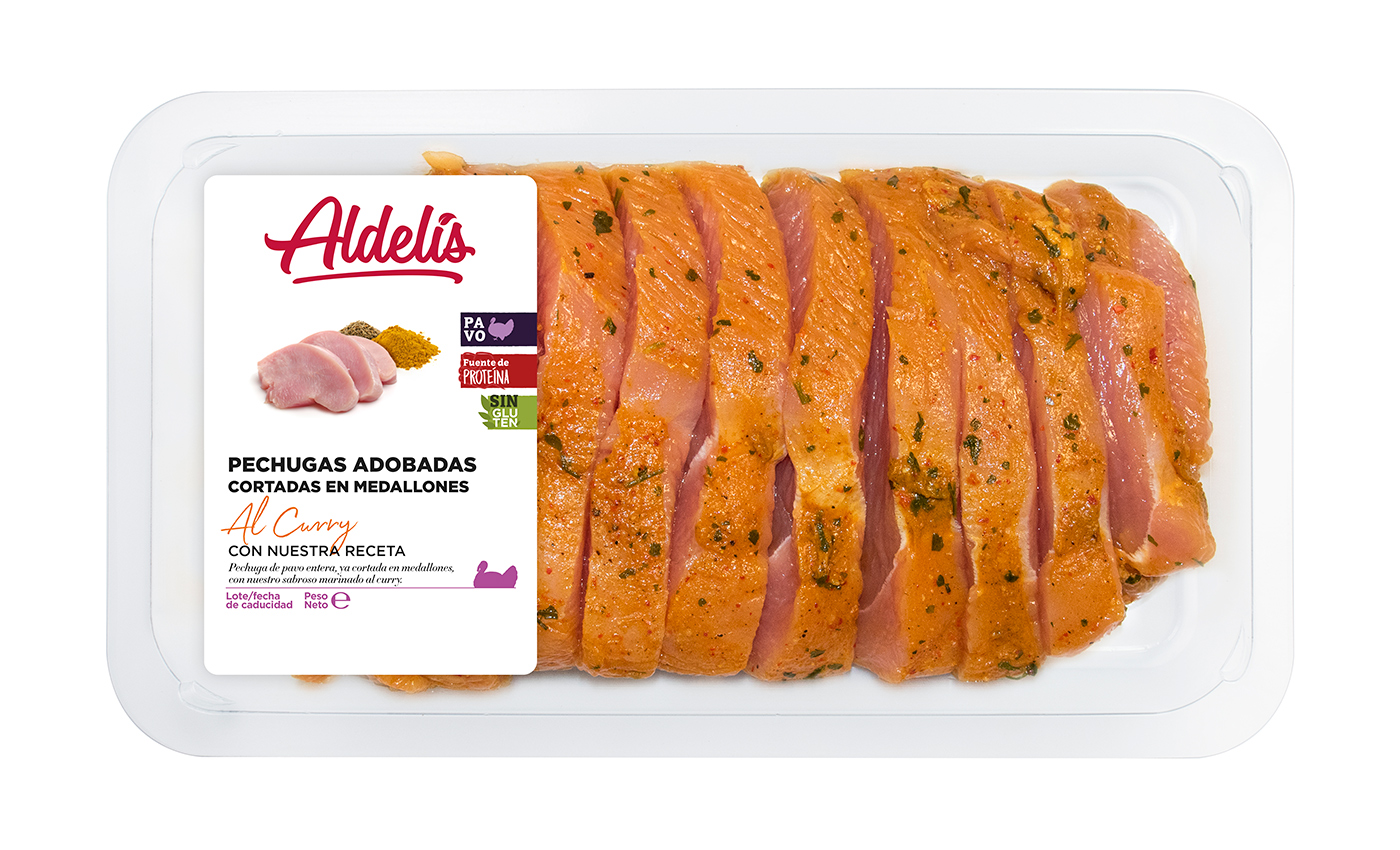 Aldelís
PA
VO
Fuente de
PROTEÍNA
SIN
GLU
TEN
PECHUGAS ADOBADAS
CORTADAS EN MEDALLONES
Al Curry
CON NUESTRA RECETA
Pechuga de pavo entera, ya cortada en medallones,
con nuestro sabroso marinado al curry.
Lote/fecha
de caducidad
Peso
Neto ℮